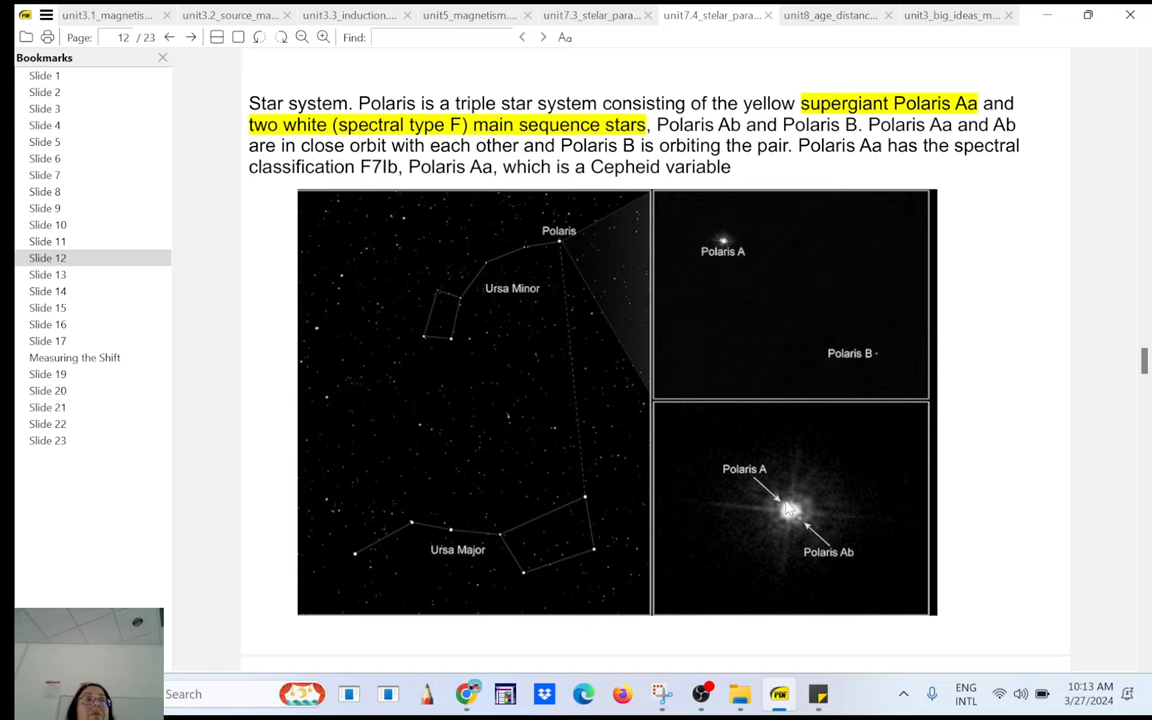 unit3.1_magnetis...
unit3.2_source_ma...
unit3.3_induction....
unit5_magnetism....
unit7.3_stelar_para...
unit7.4_stelar_para...
unit8_age_distanc...
unit3_big_ideas_m...
Page: 12 / 23
Find:
Aa
Bookmarks
Slide 1
Slide 2
Slide 3
Slide 4
Slide 5
Slide 6
Slide 7
Slide 8
Slide 9
Slide 10
Slide 11
Slide 12
Slide 13
Slide 14
Slide 15
Slide 16
Slide 17
Measuring the Shift
Slide 19
Slide 20
Slide 21
Slide 22
Slide 23
Star system. Polaris is a triple star system consisting of the yellow supergiant Polaris Aa and
two white (spectral type F) main sequence stars, Polaris Ab and Polaris B. Polaris Aa and Ab
are in close orbit with each other and Polaris B is orbiting the pair. Polaris Aa has the spectral
classification F7Ib, Polaris Aa, which is a Cepheid variable
Polaris
Ursa Minor
Ursa Major
Polaris A
Polaris B
Polaris A
Polaris Ab
Search
PDF
ENG
INTL
10:13 AM
3/27/2024